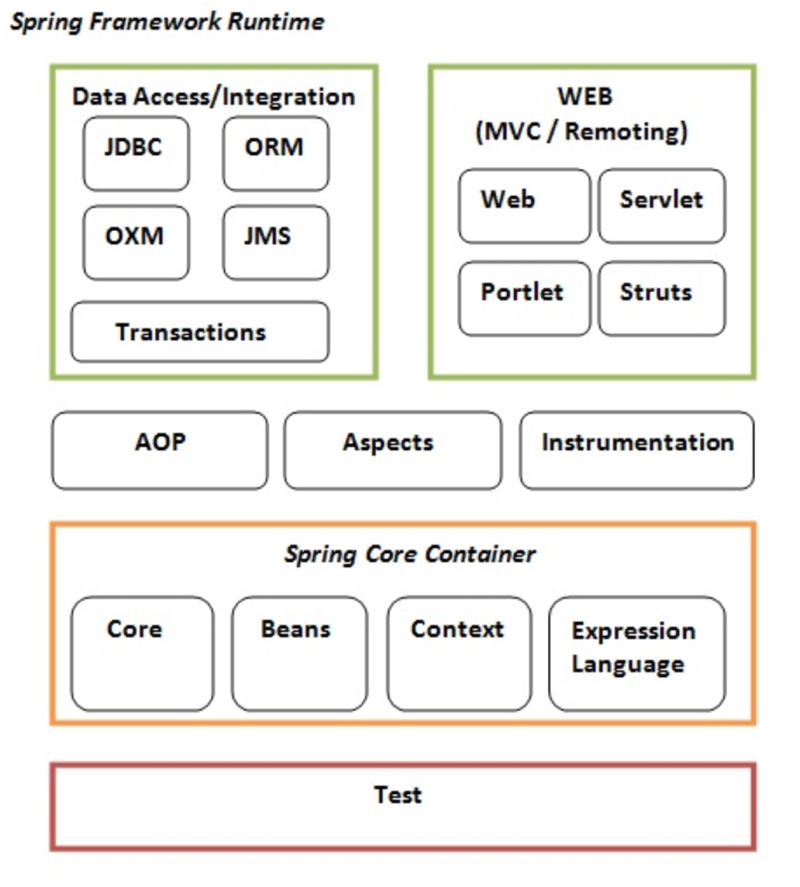 Spring Framework Runtime
Data Access/Integration
JDBC
ORM
OXM
JMS
Transactions
WEB
(MVC / Remoting)
Web
Servlet
Portlet
Struts
AOP
Aspects
Instrumentation
Spring Core Container
Core
Beans
Context
Expression
Language
Test